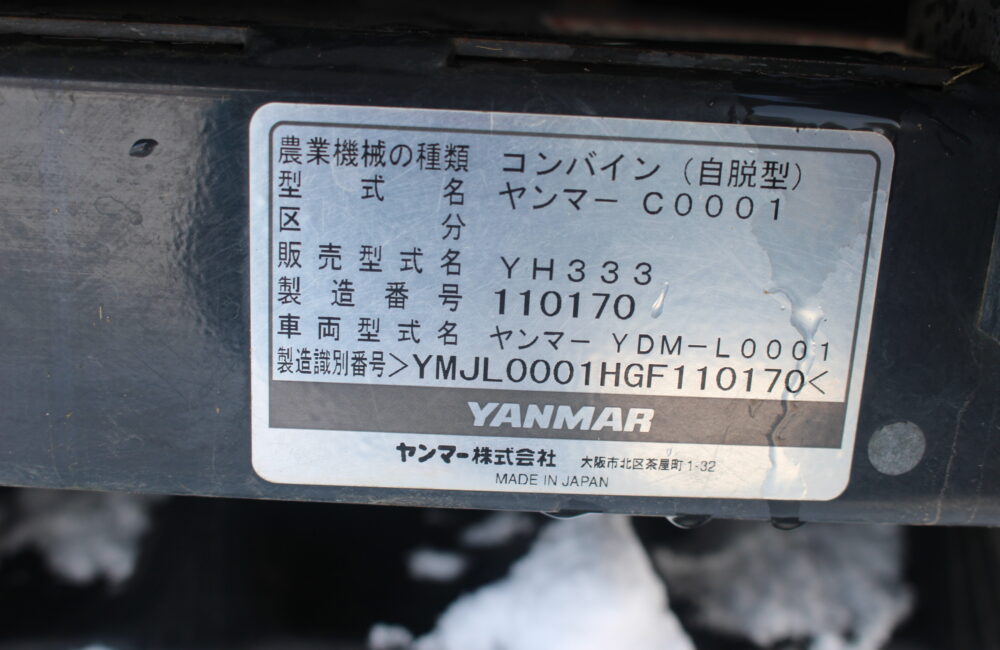 農業機械の種類 コンバイン（自脱型）
型式名 ヤンマー C0001
区分
販売型式名 YH333
製造番号 110170
車両型式名 ヤンマー YDM-L0001
製造識別番号 >YMJL0001HGF110170<
YANMAR
ヤンマー株式会社 大阪市北区茶屋町1-32
MADE IN JAPAN